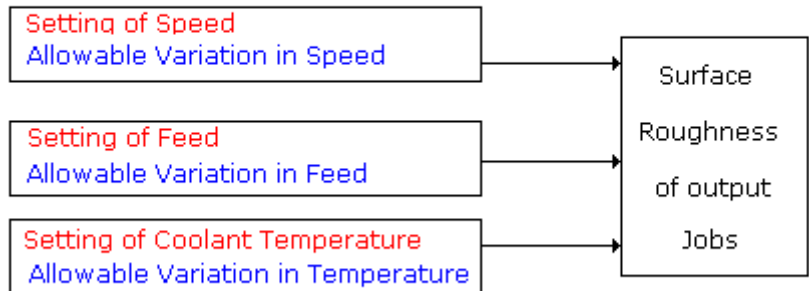 Setting of Speed
Allowable Variation in Speed
Setting of Feed
Allowable Variation in Feed
Setting of Coolant Temperature
Allowable Variation in Temperature
Surface
Roughness
of output
Jobs